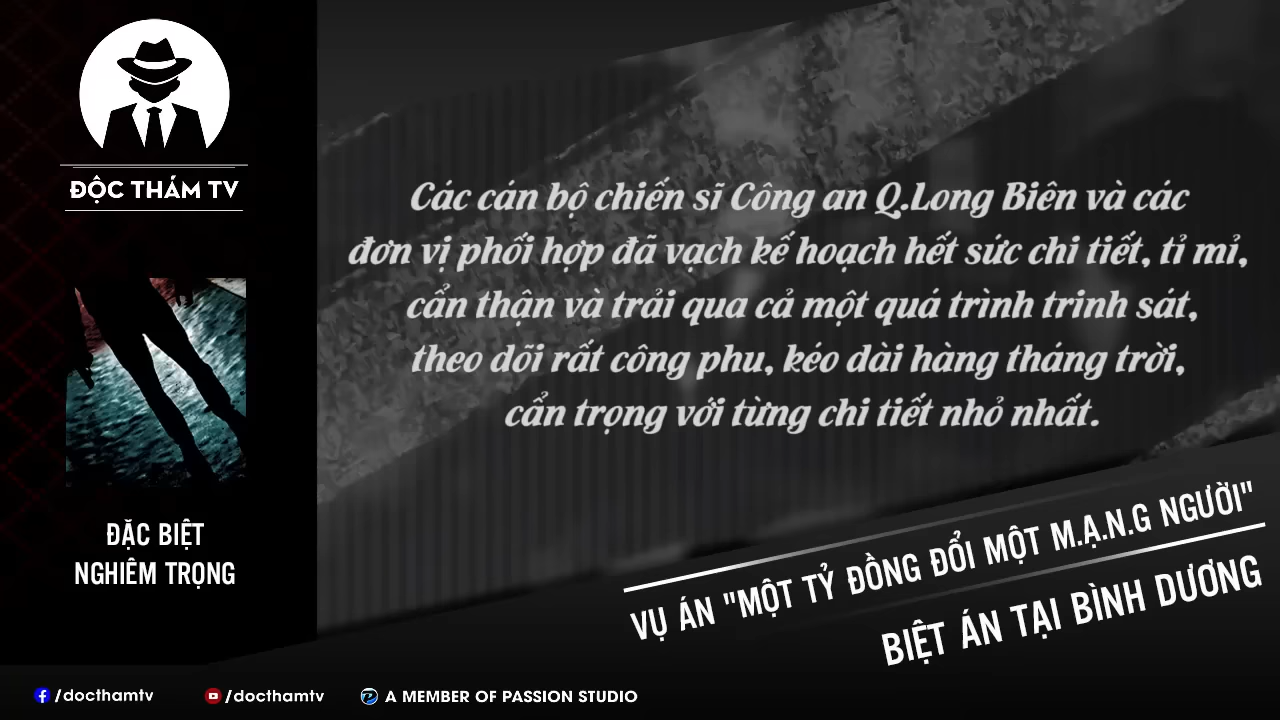 ĐỘC THÁM TV
ĐẶC BIỆT
NGHIÊM TRỌNG
Các cán bộ chiến sĩ Công an Q.Long Biên và các
đơn vị phối hợp đã vạch kế hoạch hết sức chi tiết, tỉ mỉ,
cẩn thận và trải qua cả một quá trình trinh sát,
theo dõi rất công phu, kéo dài hàng tháng trời,
cẩn trọng với từng chi tiết nhỏ nhất.
VỤ ÁN "MỘT TỶ ĐỒNG ĐỔI MỘT M.Ạ.N.G NGƯỜI"
BIỆT ÁN TẠI BÌNH DƯƠNG
/docthamtv
/docthamtv
A MEMBER OF PASSION STUDIO